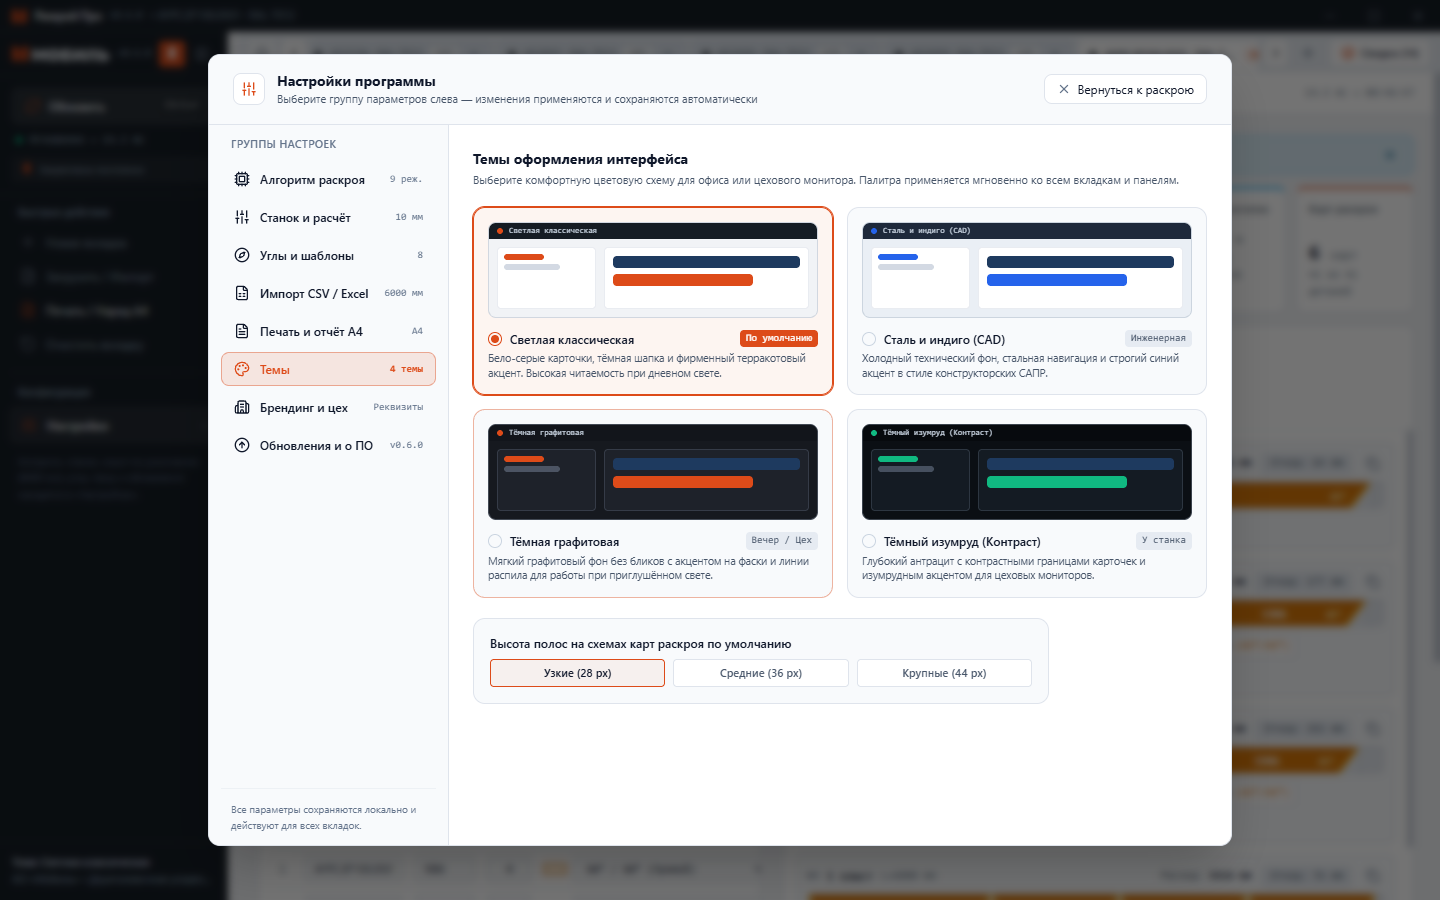 Настройки программы
Выберите группу параметров слева — изменения применяются и сохраняются автоматически
Вернуться к раскрою
ГРУППЫ НАСТРОЕК
Алгоритм раскроя 9 реж.
Станок и расчёт 10 мм
Углы и шаблоны 8
Импорт CSV / Excel 6000 мм
Печать и отчёт A4 A4
Темы 4 темы
Брендинг и цех Реквизиты
Обновления и о ПО v0.6.0
Все параметры сохраняются локально и
действуют для всех вкладок.
Темы оформления интерфейса
Выберите комфортную цветовую схему для офиса или цехового монитора. Палитра применяется мгновенно ко всем вкладкам и панелям.
Светлая классическая
Светлая классическая По умолчанию
Бело-серые карточки, тёмная шапка и фирменный терракотовый
акцент. Высокая читаемость при дневном свете.
Сталь и индиго (CAD)
Сталь и индиго (CAD) Инженерная
Холодный технический фон, стальная навигация и строгий синий
акцент в стиле конструкторских САПР.
Тёмная графитовая
Тёмная графитовая Вечер / Цех
Мягкий графитовый фон без бликов с акцентом на фаски и линии
распила для работы при приглушённом свете.
Тёмный изумруд (Контраст)
Тёмный изумруд (Контраст) У станка
Глубокий антрацит с контрастными границами карточек и
изумрудным акцентом для цеховых мониторов.
Высота полос на схемах карт раскроя по умолчанию
Узкие (28 px)
Средние (36 px)
Крупные (44 px)